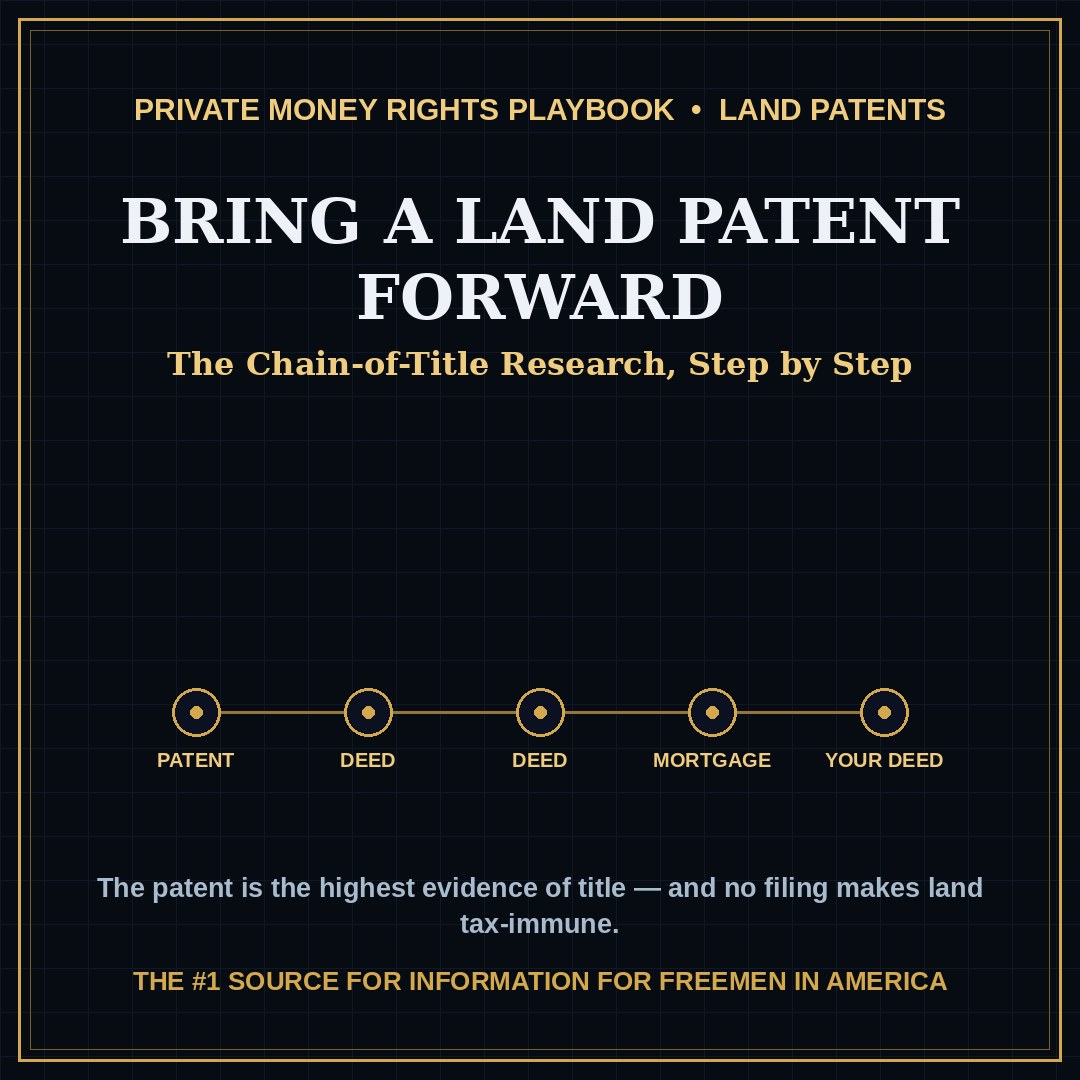 PRIVATE MONEY RIGHTS PLAYBOOK • LAND PATENTS
BRING A LAND PATENT
FORWARD
The Chain-of-Title Research, Step by Step
PATENT DEED DEED MORTGAGE YOUR DEED
The patent is the highest evidence of title — and no filing makes land
tax-immune.
THE #1 SOURCE FOR INFORMATION FOR FREEMEN IN AMERICA